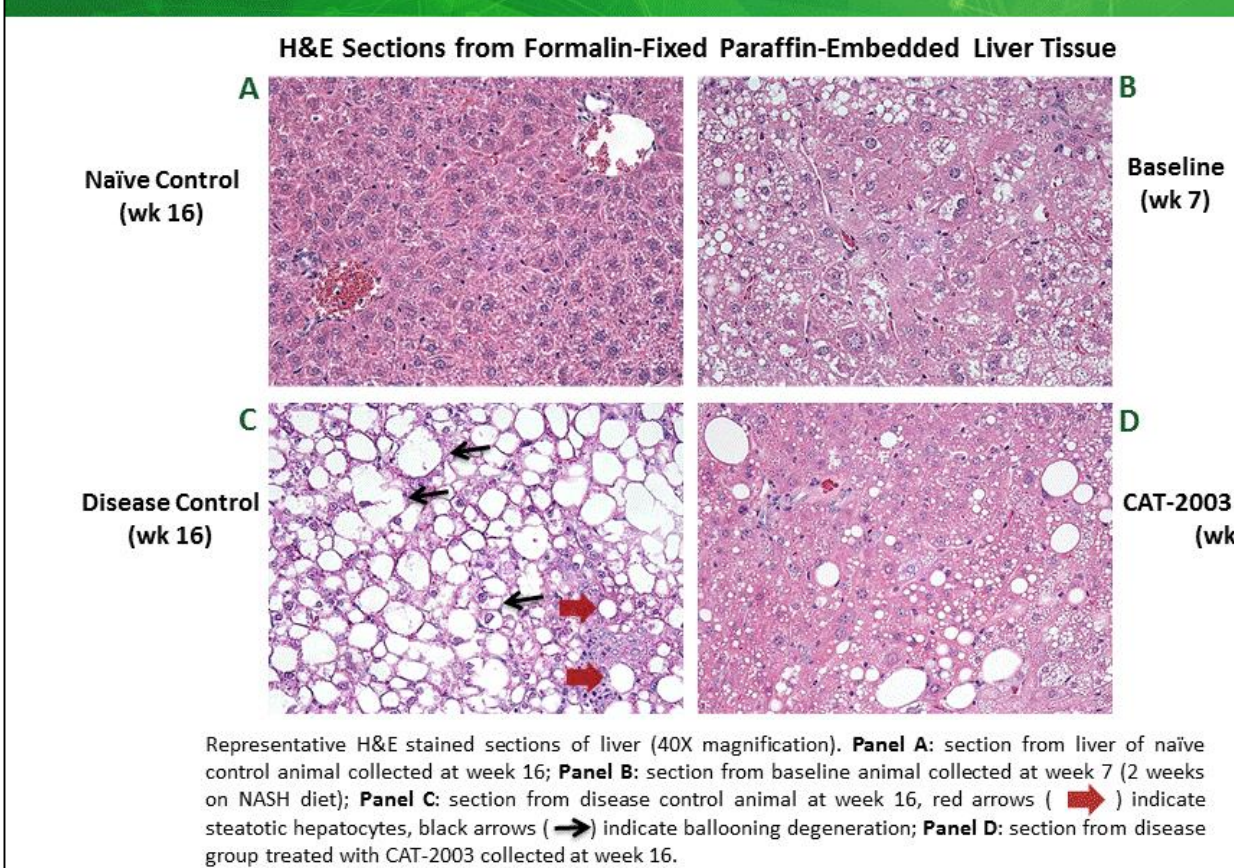 H&E Sections from Formalin-Fixed Paraffin-Embedded Liver Tissue
A
B
Naïve Control
(wk 16)
Baseline
(wk 7)
C
D
Disease Control
(wk 16)
CAT-2003
(wk
Representative H&E stained sections of liver (40X magnification). Panel A: section from liver of naïve
control animal collected at week 16; Panel B: section from baseline animal collected at week 7 (2 weeks
on NASH diet); Panel C: section from disease control animal at week 16, red arrows ( ) indicate
steatotic hepatocytes, black arrows ( ) indicate ballooning degeneration; Panel D: section from disease
group treated with CAT-2003 collected at week 16.